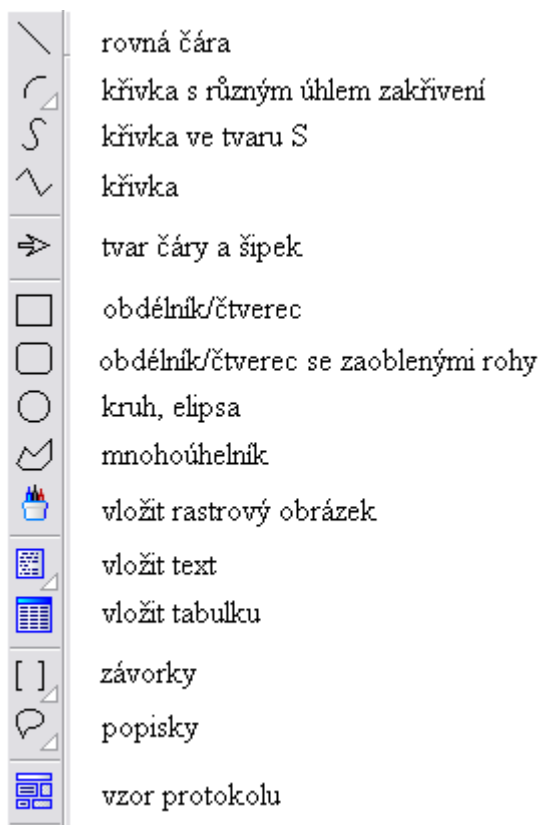 rovná čára
křivka s různým úhlem zakřivení
křivka ve tvaru S
křivka
tvar čáry a šipek
obdélník/čtverec
obdélník/čtverec se zaoblenými rohy
kruh, elipsa
mnohoúhelník
vložit rastrový obrázek
vložit text
vložit tabulku
závorky
popisky
vzor protokolu